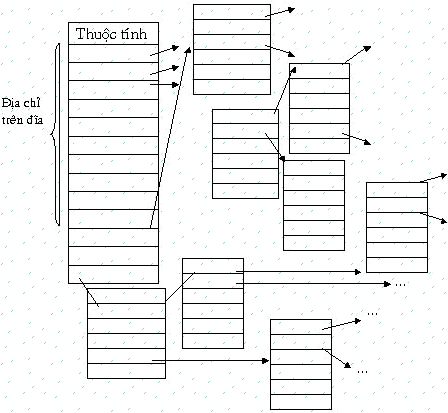 Thuộc tính
Địa chỉ
trên đĩa
...
...
...